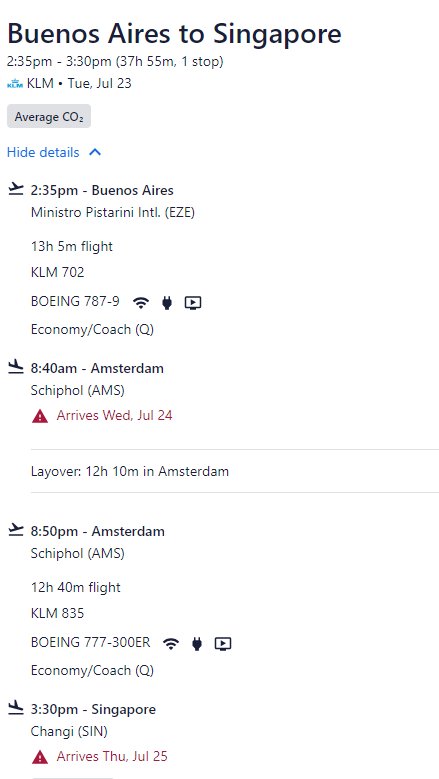 Buenos Aires to Singapore
2:35pm - 3:30pm (37h 55m, 1 stop)
KLM KLM • Tue, Jul 23
Average CO₂
Hide details
2:35pm - Buenos Aires
Ministro Pistarini Intl. (EZE)
13h 5m flight
KLM 702
BOEING 787-9
Economy/Coach (Q)
8:40am - Amsterdam
Schiphol (AMS)
Arrives Wed, Jul 24
Layover: 12h 10m in Amsterdam
8:50pm - Amsterdam
Schiphol (AMS)
12h 40m flight
KLM 835
BOEING 777-300ER
Economy/Coach (Q)
3:30pm - Singapore
Changi (SIN)
Arrives Thu, Jul 25